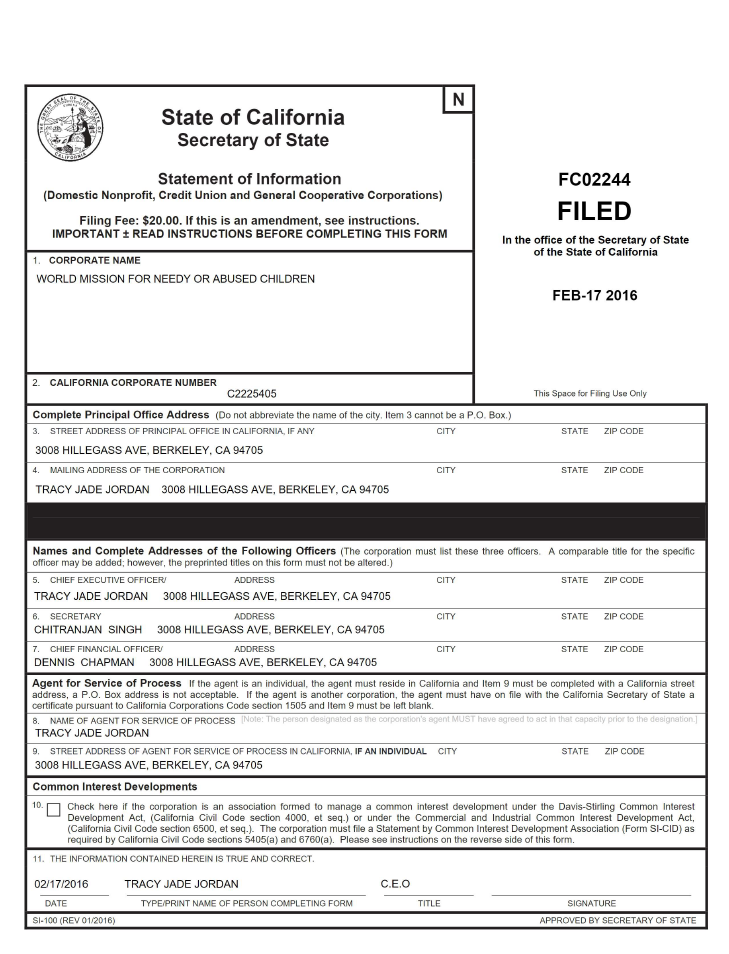 N
State of California
Secretary of State
Statement of Information
(Domestic Nonprofit, Credit Union and General Cooperative Corporations)
Filing Fee: $20.00. If this is an amendment, see instructions.
IMPORTANT ± READ INSTRUCTIONS BEFORE COMPLETING THIS FORM
FC02244
FILED
In the office of the Secretary of State
of the State of California
FEB-17 2016
1. CORPORATE NAME
WORLD MISSION FOR NEEDY OR ABUSED CHILDREN
2. CALIFORNIA CORPORATE NUMBER
C2225405
This Space for Filing Use Only
Complete Principal Office Address (Do not abbreviate the name of the city. Item 3 cannot be a P.O. Box.)
3. STREET ADDRESS OF PRINCIPAL OFFICE IN CALIFORNIA, IF ANY CITY STATE ZIP CODE
3008 HILLEGASS AVE, BERKELEY, CA 94705
4. MAILING ADDRESS OF THE CORPORATION CITY STATE ZIP CODE
TRACY JADE JORDAN 3008 HILLEGASS AVE, BERKELEY, CA 94705
Names and Complete Addresses of the Following Officers (The corporation must list these three officers. A comparable title for the specific
officer may be added; however, the preprinted titles on this form must not be altered.)
5. CHIEF EXECUTIVE OFFICER/ ADDRESS CITY STATE ZIP CODE
TRACY JADE JORDAN 3008 HILLEGASS AVE, BERKELEY, CA 94705
6. SECRETARY ADDRESS CITY STATE ZIP CODE
CHITRANJAN SINGH 3008 HILLEGASS AVE, BERKELEY, CA 94705
7. CHIEF FINANCIAL OFFICER/ ADDRESS CITY STATE ZIP CODE
DENNIS CHAPMAN 3008 HILLEGASS AVE, BERKELEY, CA 94705
Agent for Service of Process If the agent is an individual, the agent must reside in California and Item 9 must be completed with a California street
address, a P.O. Box address is not acceptable. If the agent is another corporation, the agent must have on file with the California Secretary of State a
certificate pursuant to California Corporations Code section 1505 and Item 9 must be left blank.
8. NAME OF AGENT FOR SERVICE OF PROCESS [Note: The person designated as the corporation's agent MUST have agreed to act in that capacity prior to the designation.]
TRACY JADE JORDAN
9. STREET ADDRESS OF AGENT FOR SERVICE OF PROCESS IN CALIFORNIA, IF AN INDIVIDUAL CITY STATE ZIP CODE
3008 HILLEGASS AVE, BERKELEY, CA 94705
Common Interest Developments
10. Check here if the corporation is an association formed to manage a common interest development under the Davis-Stirling Common Interest
Development Act, (California Civil Code section 4000, et seq.) or under the Commercial and Industrial Common Interest Development Act,
(California Civil Code section 6500, et seq.). The corporation must file a Statement by Common Interest Development Association (Form SI-CID) as
required by California Civil Code sections 5405(a) and 6760(a). Please see instructions on the reverse side of this form.
11. THE INFORMATION CONTAINED HEREIN IS TRUE AND CORRECT.
02/17/2016 TRACY JADE JORDAN C.E.O
DATE TYPE/PRINT NAME OF PERSON COMPLETING FORM TITLE SIGNATURE
SI-100 (REV 01/2016) APPROVED BY SECRETARY OF STATE